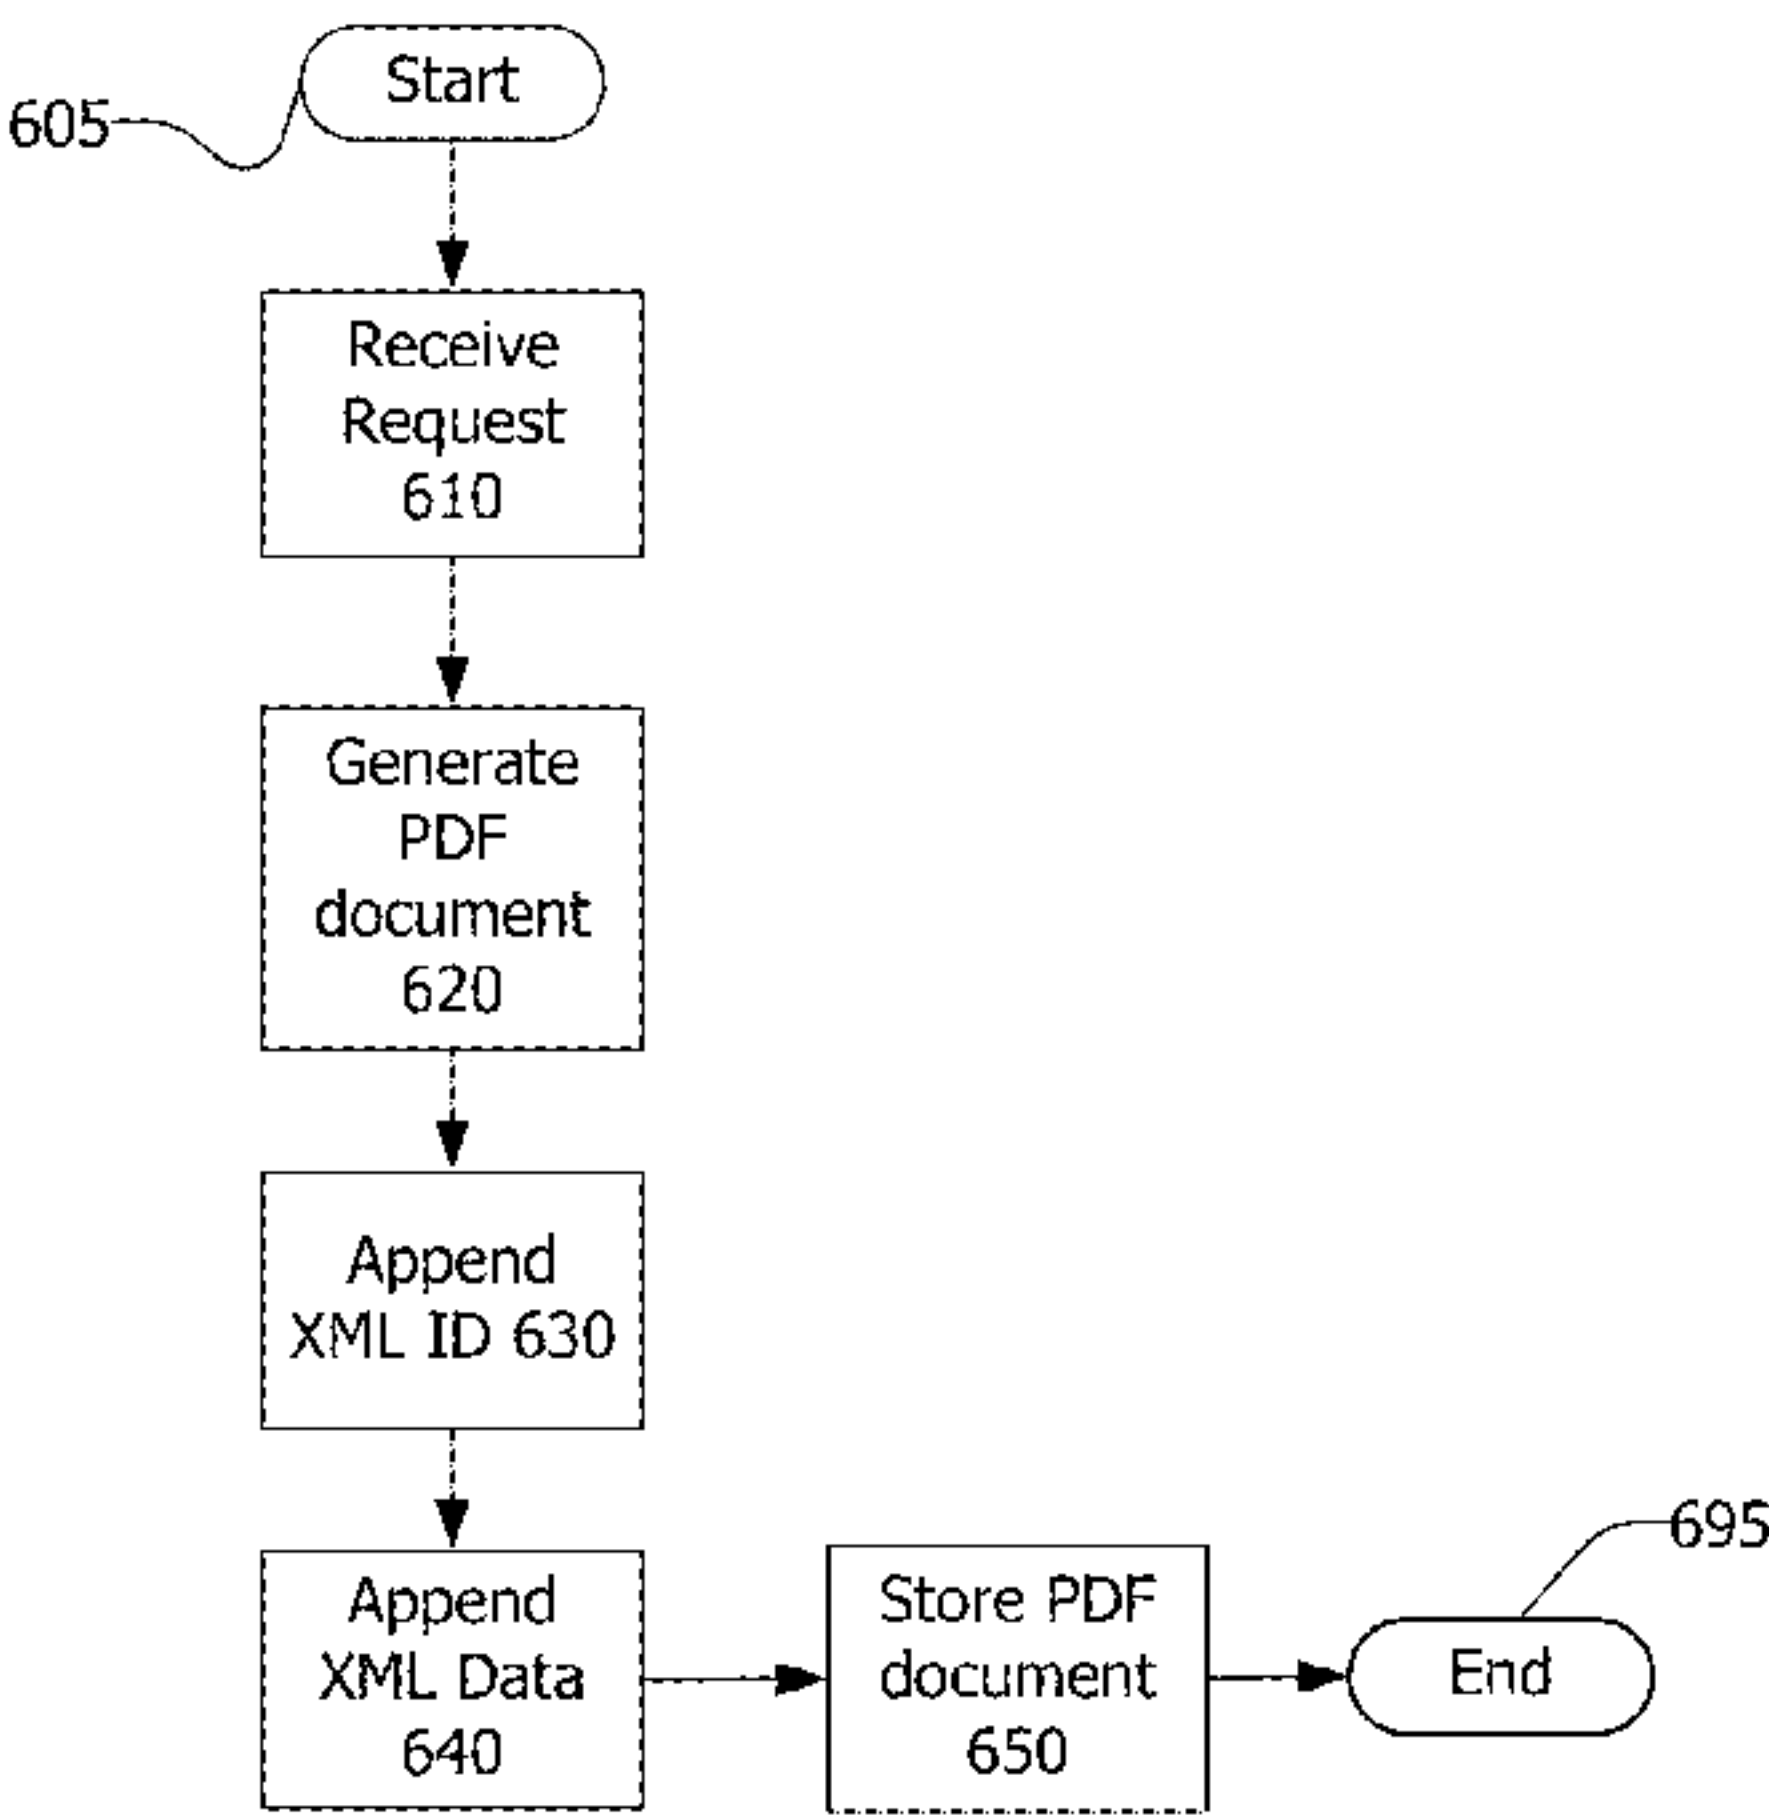 Start
605
Receive
Request
610
Generate
PDF
document
620
Append
XML ID 630
Append
XML Data
640
Store PDF
document
650
695
End